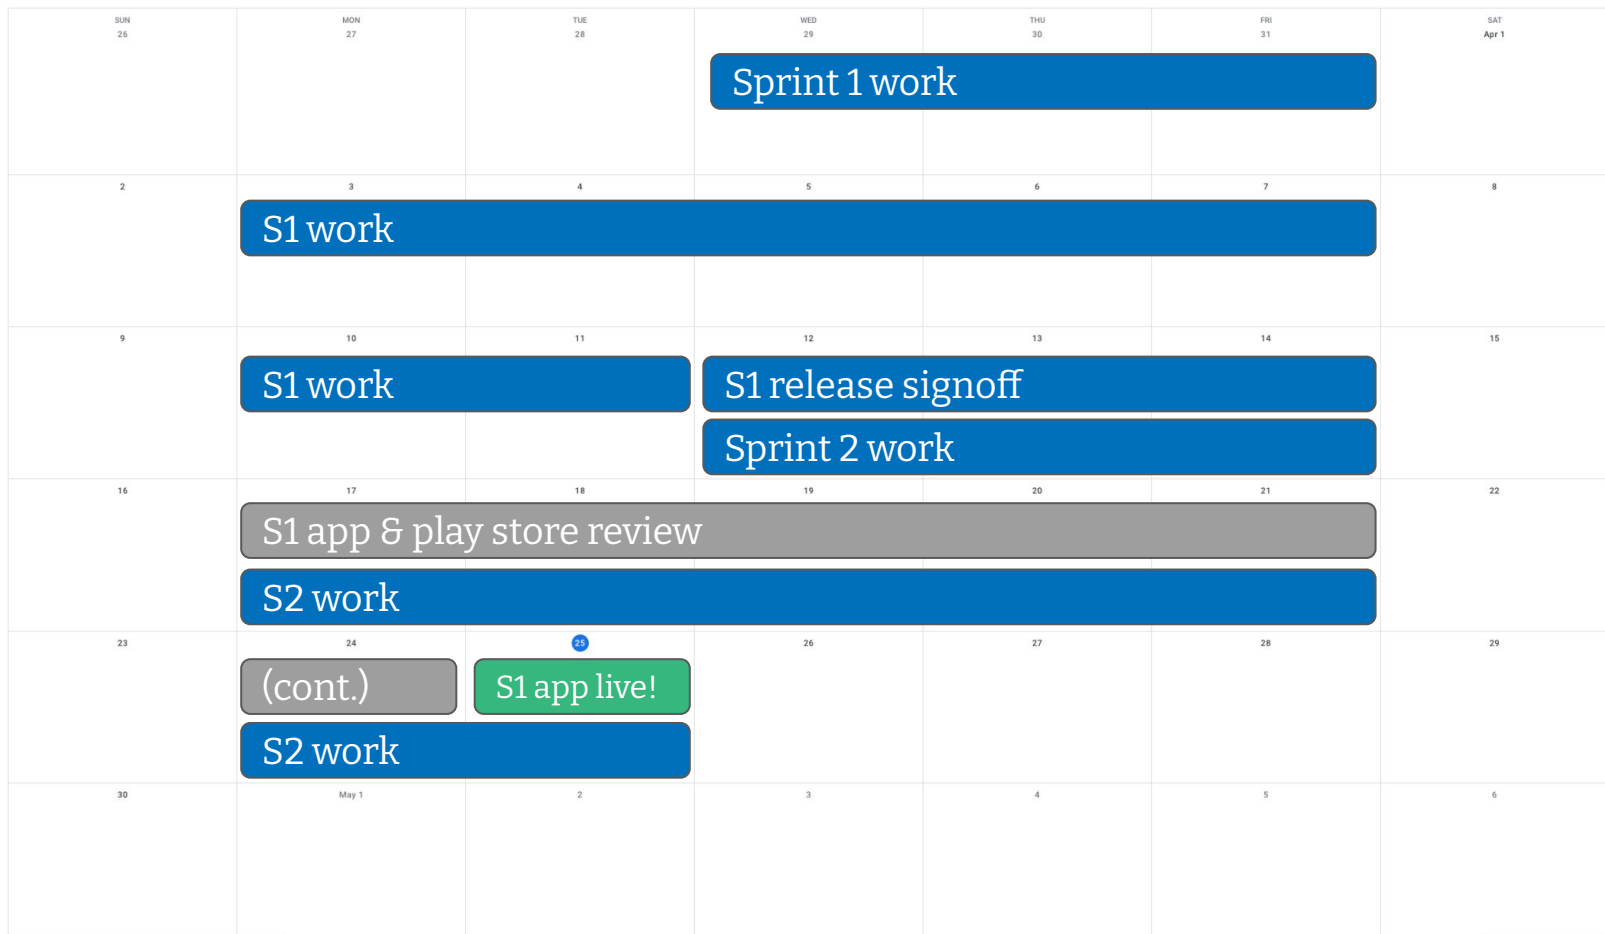 SUN MON TUE WED THU FRI SAT
26 27 28 29 30 31 Apr 1
Sprint 1 work
2 3 4 5 6 7 8
S1 work
9 10 11 12 13 14 15
S1 work S1 release signoff
Sprint 2 work
16 17 18 19 20 21 22
S1 app & play store review
S2 work
23 24 25 26 27 28 29
(cont.) S1 app live!
S2 work
30 May 1 2 3 4 5 6